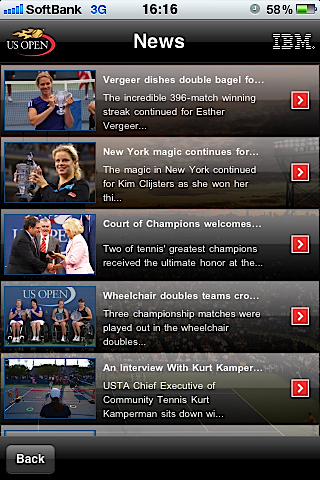 SoftBank 3G 16:16 58%
US OPEN News IBM
Vergeer dishes double bagel fo...
The incredible 396-match winning
streak continued for Esther
Vergeer...
New York magic continues for...
The magic in New York continued
for Kim Clijsters as she won her
thi...
Court of Champions welcomes...
Two of tennis' greatest champions
received the ultimate honor at the...
US OPEN
Wheelchair doubles teams cro...
Three championship matches were
played out in the wheelchair
doubles...
An Interview With Kurt Kamper...
USTA Chief Executive of
Community Tennis Kurt
Kamperman sits down wi...
Back